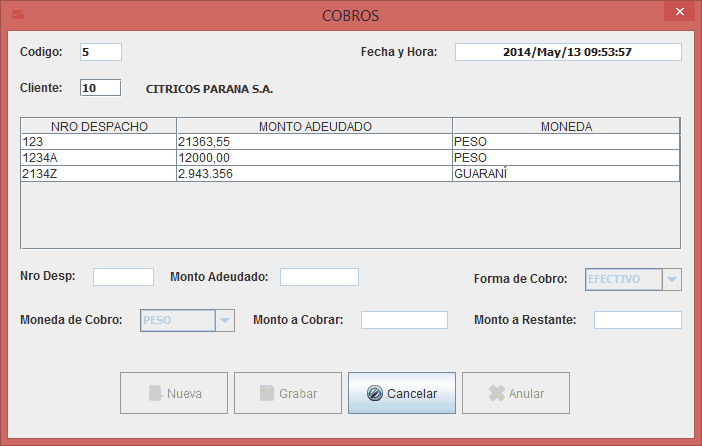 COBROS
Codigo: 5 Fecha y Hora: 2014/May/13 09:53:57
Cliente: 10 CITRICOS PARANA S.A.
NRO DESPACHO MONTO ADEUDADO MONEDA
123 21363,55 PESO
1234A 12000,00 PESO
2134Z 2.943.356 GUARANÍ
Nro Desp: Monto Adeudado: Forma de Cobro: EFECTIVO
Moneda de Cobro: PESO Monto a Cobrar: Monto a Restante:
Nueva Grabar Cancelar Anular